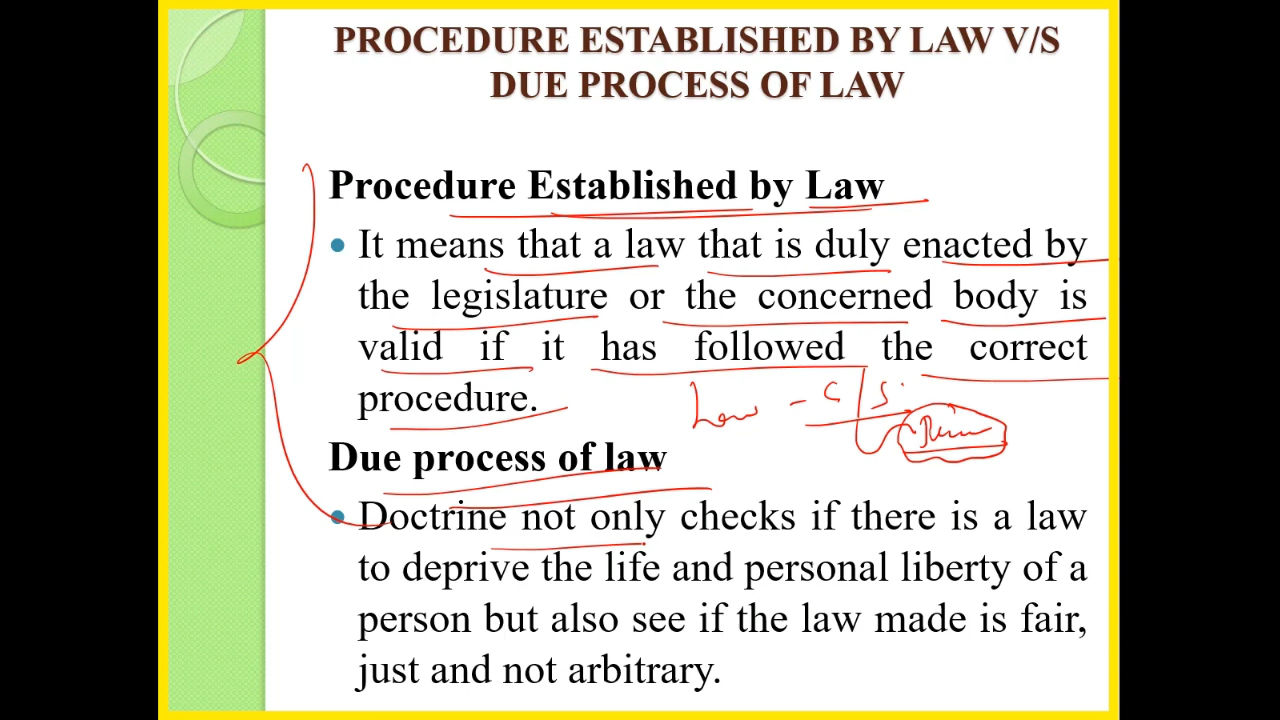 PROCEDURE ESTABLISHED BY LAW V/S
DUE PROCESS OF LAW
Procedure Established by Law
It means that a law that is duly enacted by
the legislature or the concerned body is
valid if it has followed the correct
procedure.
Law - C/S
Due process of law
Doctrine not only checks if there is a law
to deprive the life and personal liberty of a
person but also see if the law made is fair,
just and not arbitrary.